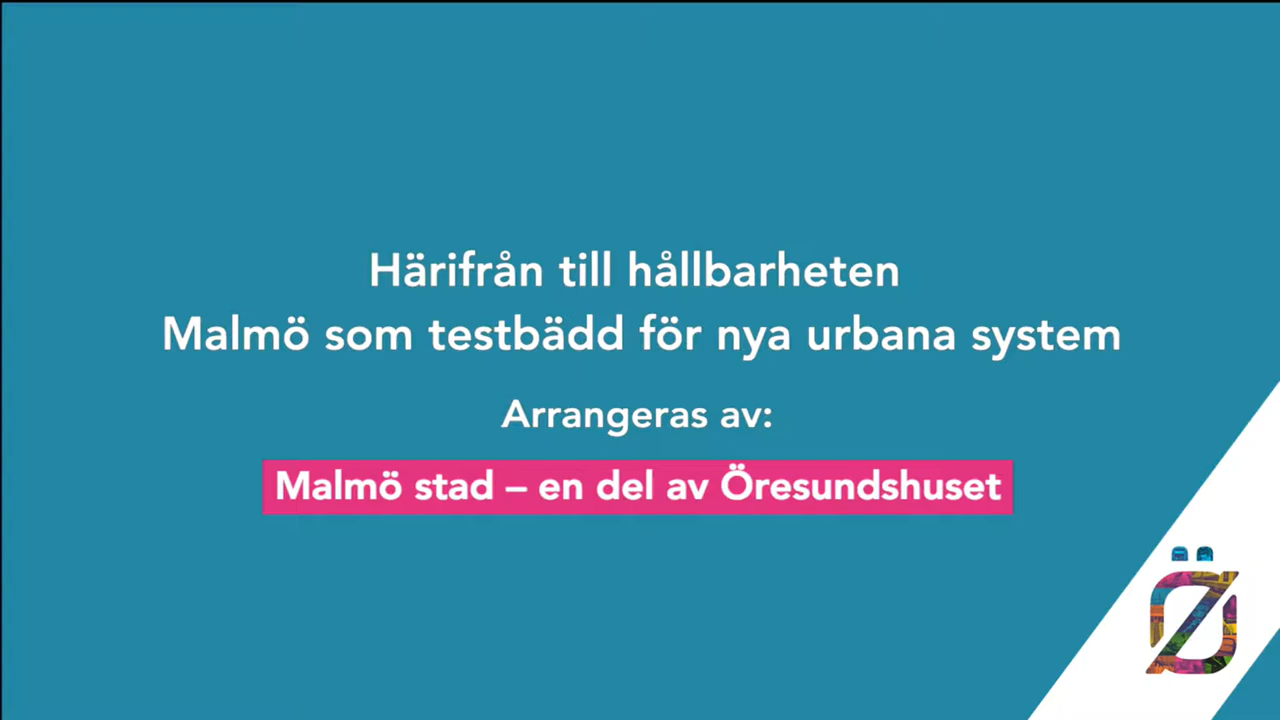 Härifrån till hållbarheten
Malmö som testbädd för nya urbana system
Arrangeras av:
Malmö stad – en del av Öresundshuset